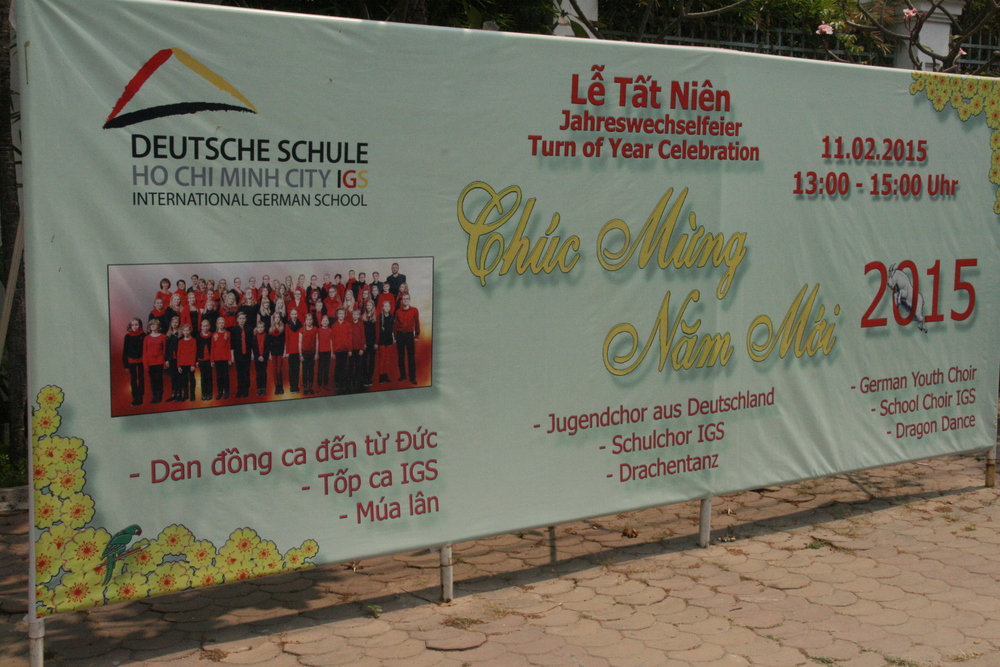 DEUTSCHE SCHULE
HO CHI MINH CITY IGS
INTERNATIONAL GERMAN SCHOOL
Lễ Tất Niên
Jahreswechselfeier
Turn of Year Celebration
11.02.2015
13:00 - 15:00 Uhr
Chúc Mừng
Năm Mới
2015
- Dàn đồng ca đến từ Đức
- Tốp ca IGS
- Múa lân
- Jugendchor aus Deutschland
- Schulchor IGS
- Drachentanz
- German Youth Choir
- School Choir IGS
- Dragon Dance